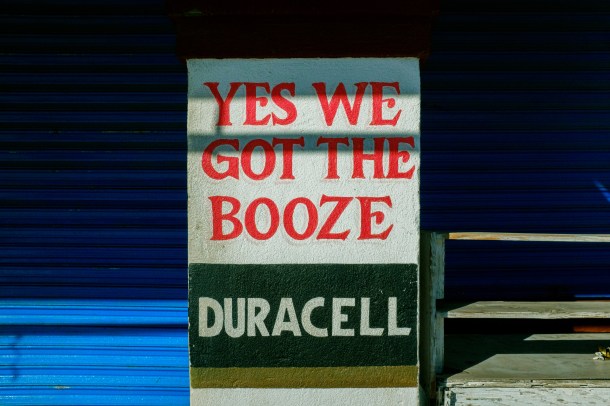 YES WE
GOT THE
BOOZE
DURACELL